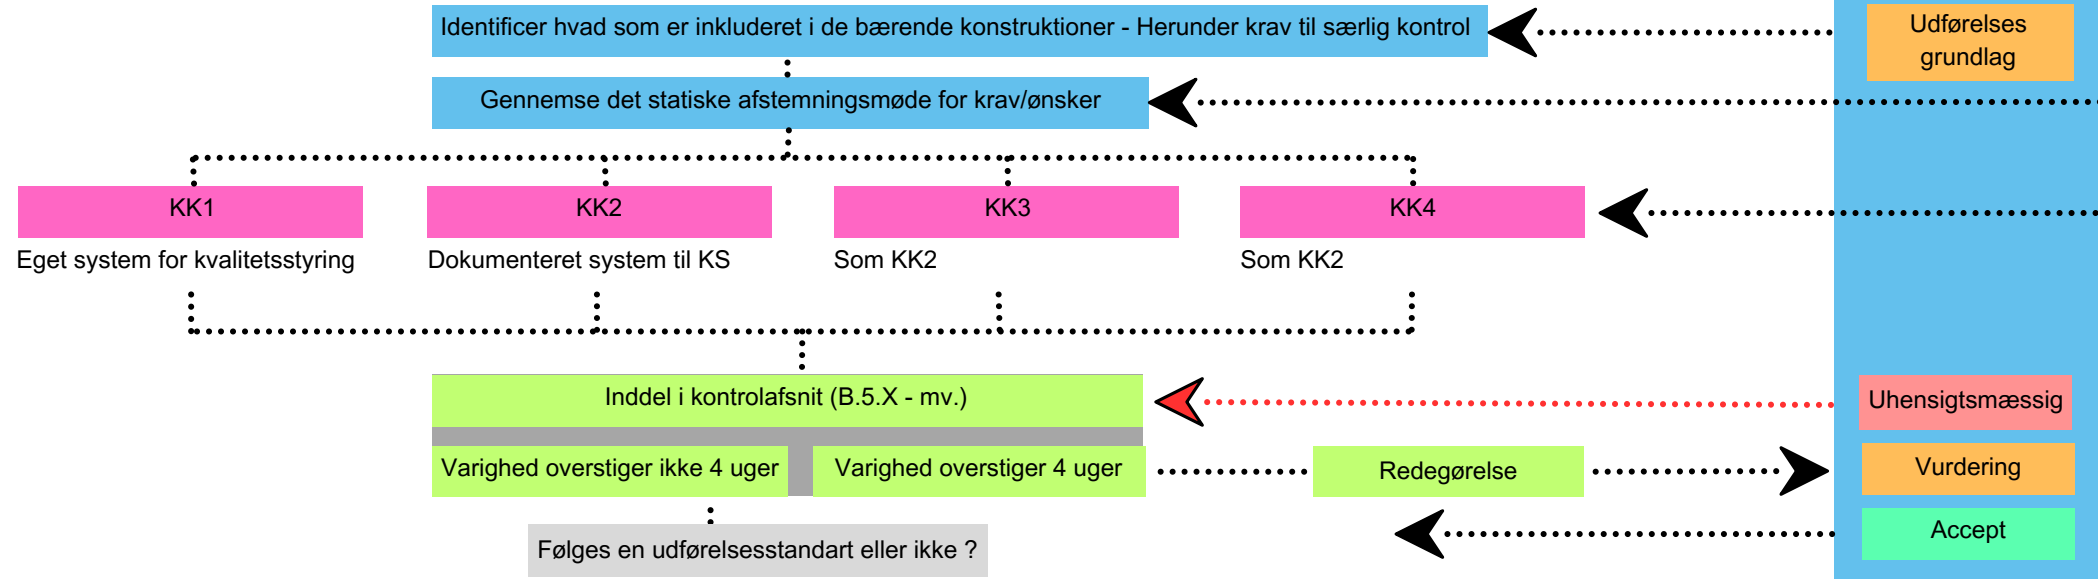 Identificer hvad som er inkluderet i de bærende konstruktioner - Herunder krav til særlig kontrol
Udførelses
grundlag
Gennemse det statiske afstemningsmøde for krav/ønsker
KK1
KK2
KK3
KK4
Eget system for kvalitetsstyring
Dokumenteret system til KS
Som KK2
Som KK2
Inddel i kontrolafsnit (B.5.X - mv.)
Uhensigtsmæssig
Varighed overstiger ikke 4 uger
Varighed overstiger 4 uger
Redegørelse
Vurdering
Accept
Følges en udførelsesstandart eller ikke ?